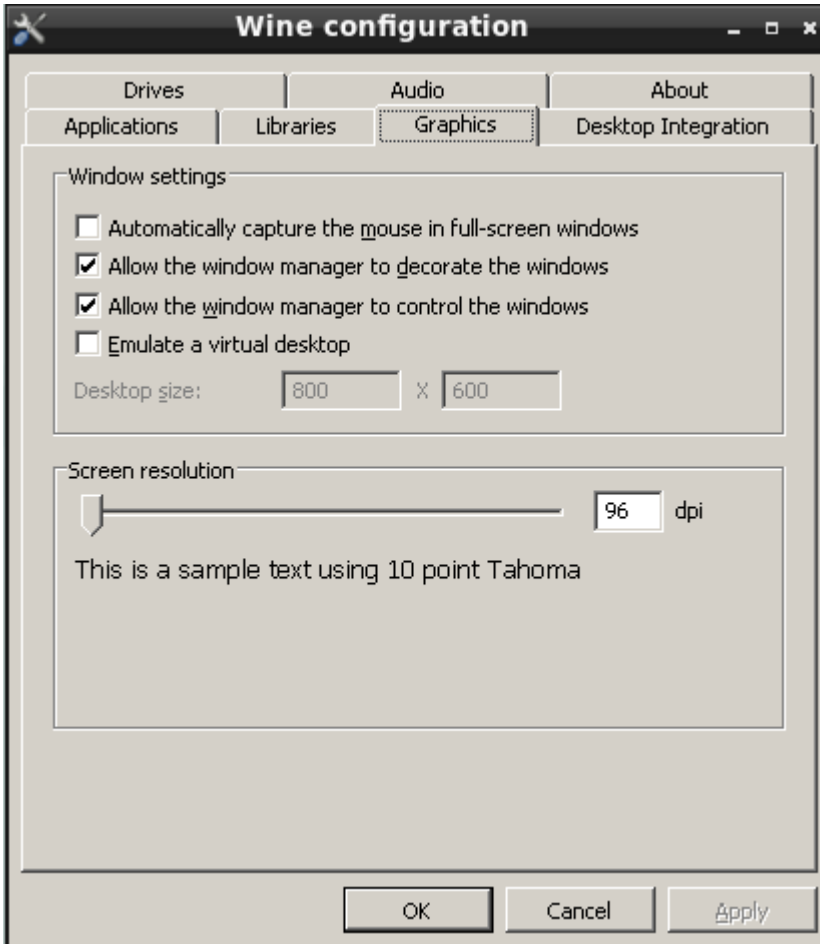 Wine configuration
Drives Audio About
Applications Libraries Graphics Desktop Integration
Window settings
Automatically capture the mouse in full-screen windows
Allow the window manager to decorate the windows
Allow the window manager to control the windows
Emulate a virtual desktop
Desktop size: 800 X 600
Screen resolution
96 dpi
This is a sample text using 10 point Tahoma
OK Cancel Apply